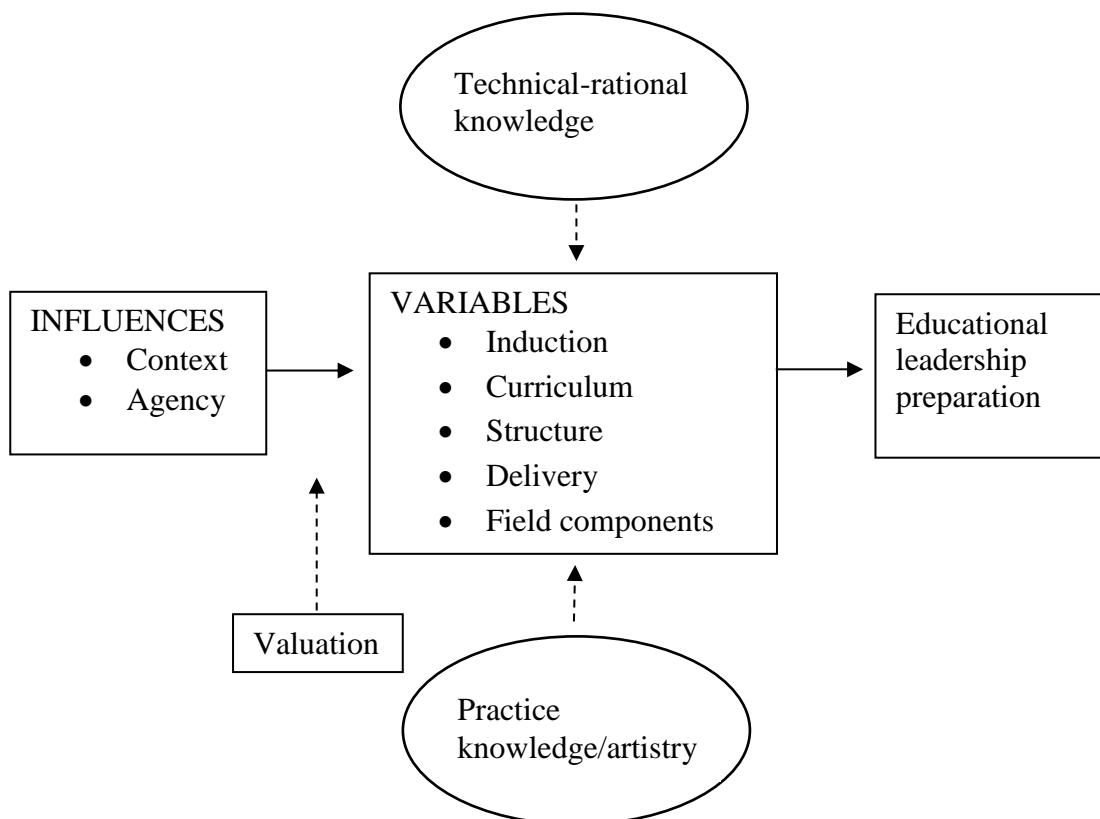 Technical-rational
knowledge
INFLUENCES
• Context
• Agency
VARIABLES
• Induction
• Curriculum
• Structure
• Delivery
• Field components
Educational
leadership
preparation
Valuation
Practice
knowledge/artistry